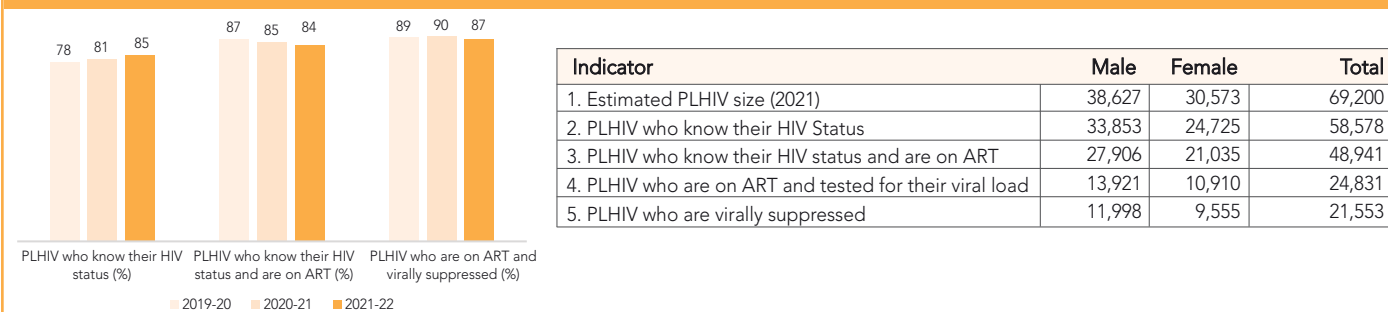 78 81 85
87 85 84
89 90 87
PLHIV who know their HIV
status (%)
PLHIV who know their HIV
status and are on ART (%)
PLHIV who are on ART and
virally suppressed (%)
2019-20 2020-21 2021-22
Indicator Male Female Total
1. Estimated PLHIV size (2021) 38,627 30,573 69,200
2. PLHIV who know their HIV Status 33,853 24,725 58,578
3. PLHIV who know their HIV status and are on ART 27,906 21,035 48,941
4. PLHIV who are on ART and tested for their viral load 13,921 10,910 24,831
5. PLHIV who are virally suppressed 11,998 9,555 21,553